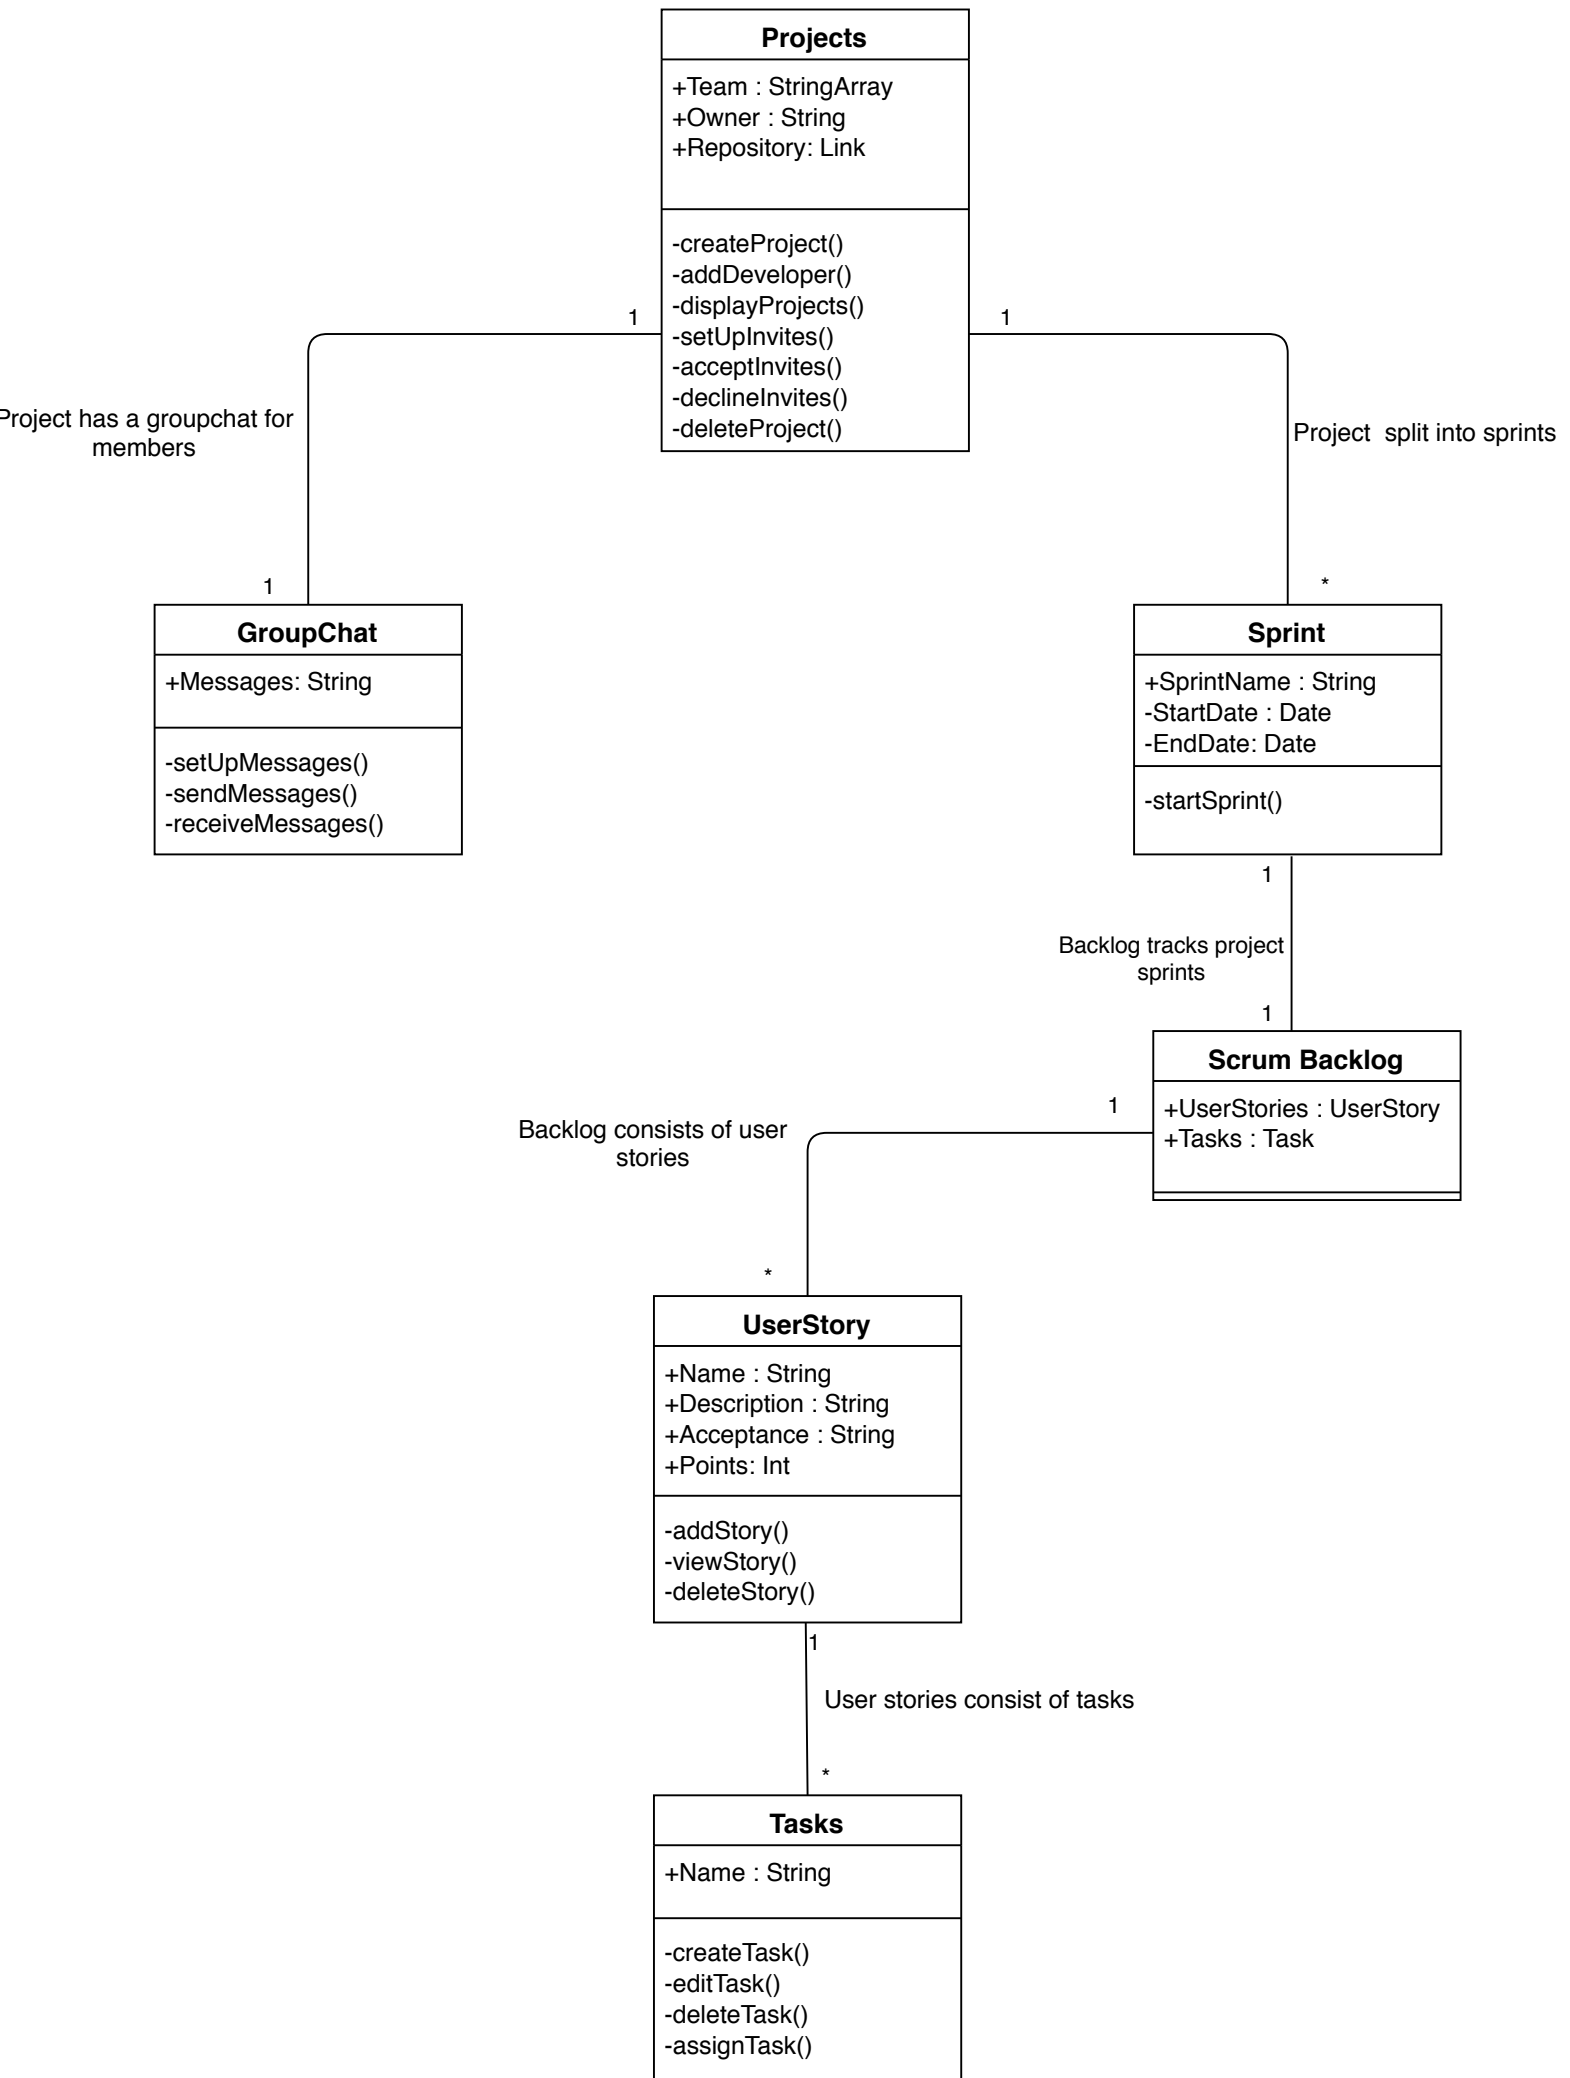 Projects
+Team : StringArray
+Owner : String
+Repository: Link
-createProject()
-addDeveloper()
-displayProjects()
-setUpInvites()
-acceptInvites()
-declineInvites()
-deleteProject()
1
1
Project has a groupchat for
members
Project  split into sprints
1
*
GroupChat
+Messages: String
-setUpMessages()
-sendMessages()
-receiveMessages()
Sprint
+SprintName : String
-StartDate : Date
-EndDate: Date
-startSprint()
1
Backlog tracks project
sprints
1
Scrum Backlog
+UserStories : UserStory
+Tasks : Task
1
Backlog consists of user
stories
*
UserStory
+Name : String
+Description : String
+Acceptance : String
+Points: Int
-addStory()
-viewStory()
-deleteStory()
1
User stories consist of tasks
*
Tasks
+Name : String
-createTask()
-editTask()
-deleteTask()
-assignTask()